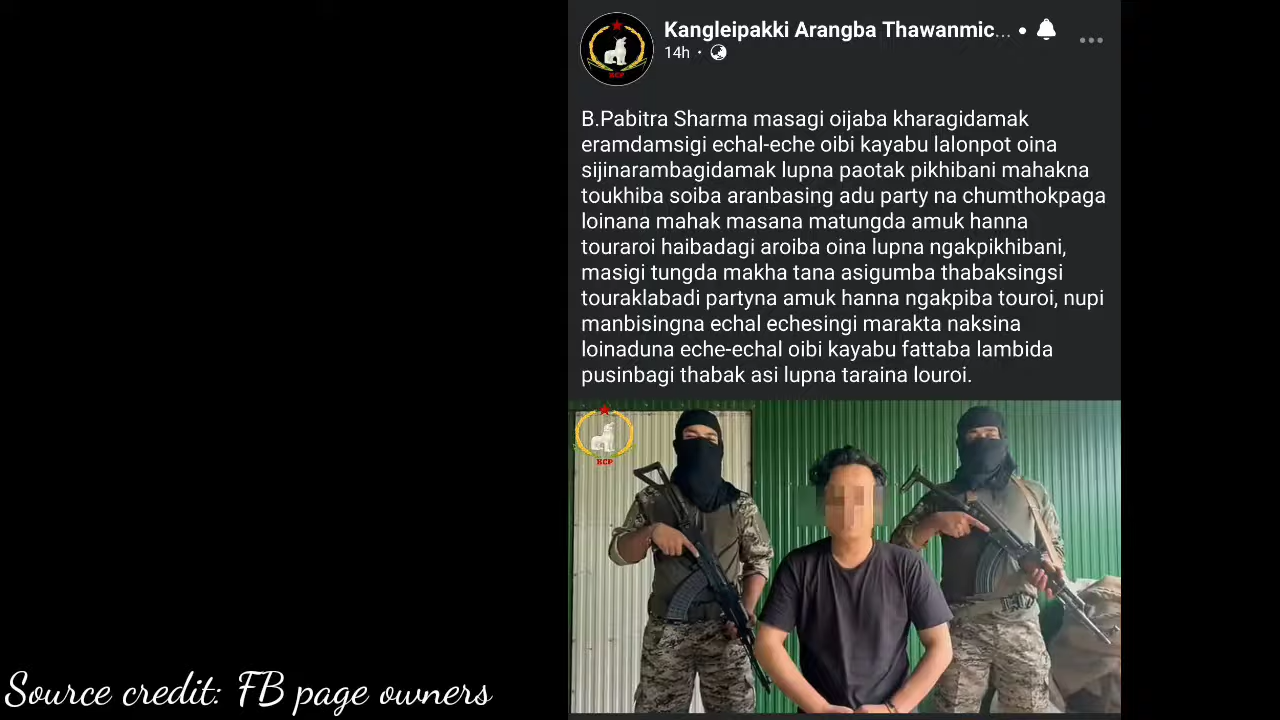 Kangleipakki Arangba Thawanmic...
14h
B.Pabitra Sharma masagi oijaba kharagidamak
eramdamsigi echal-eche oibi kayabu lalonpot oina
sijinarambagidamak lupna paotak pikhibani mahakna
toukhiba soiba aranbasing adu party na chumthokpaga
loinana mahak masana matungda amuk hanna
touraroi haibadagi aroiba oina lupna ngakpikhibani,
masigi tungda makha tana asigumba thabaksingsi
touraklabadi partyna amuk hanna ngakpiba touroi, nupi
manbisingna echal echesingi marakta naksina
loinaduna eche-echal oibi kayabu fattaba lambida
pusinbagi thabak asi lupna taraina louroi.
KCP
KCP
Source credit: FB page owners